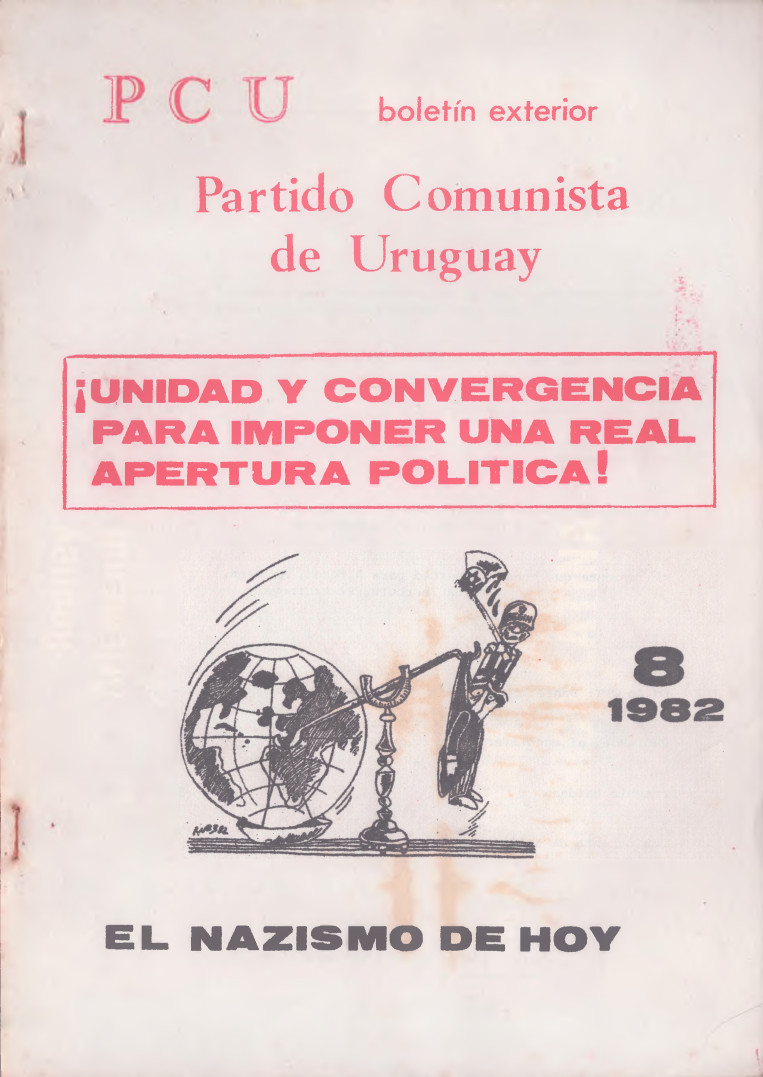 PCU boletín exterior
Partido Comunista
de Uruguay
¡UNIDAD Y CONVERGENCIA
PARA IMPONER UNA REAL
APERTURA POLITICA!
8
1982
EL NAZISMO DE HOY